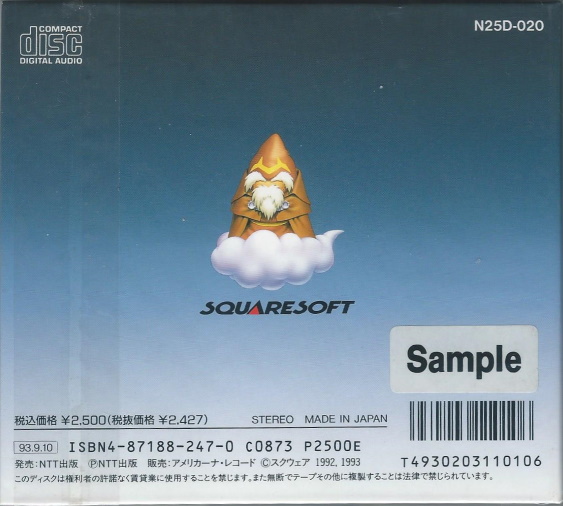 COMPACT
disc
DIGITAL AUDIO
N25D-020
SQUARESOFT
Sample
税込価格 ¥2,500(税抜価格 ¥2,427)
STEREO MADE IN JAPAN
93.9.10 ISBN4-87188-247-0 C0873 P2500E
発売:NTT出版 ⓅNTT出版 販売:アメリカーナ・レコード Ⓒスクウェア 1992, 1993
T4930203110106
このディスクは権利者の許諾なく賃貸業に使用することを禁じます。また無断でテープその他に複製することは法律で禁じられています。